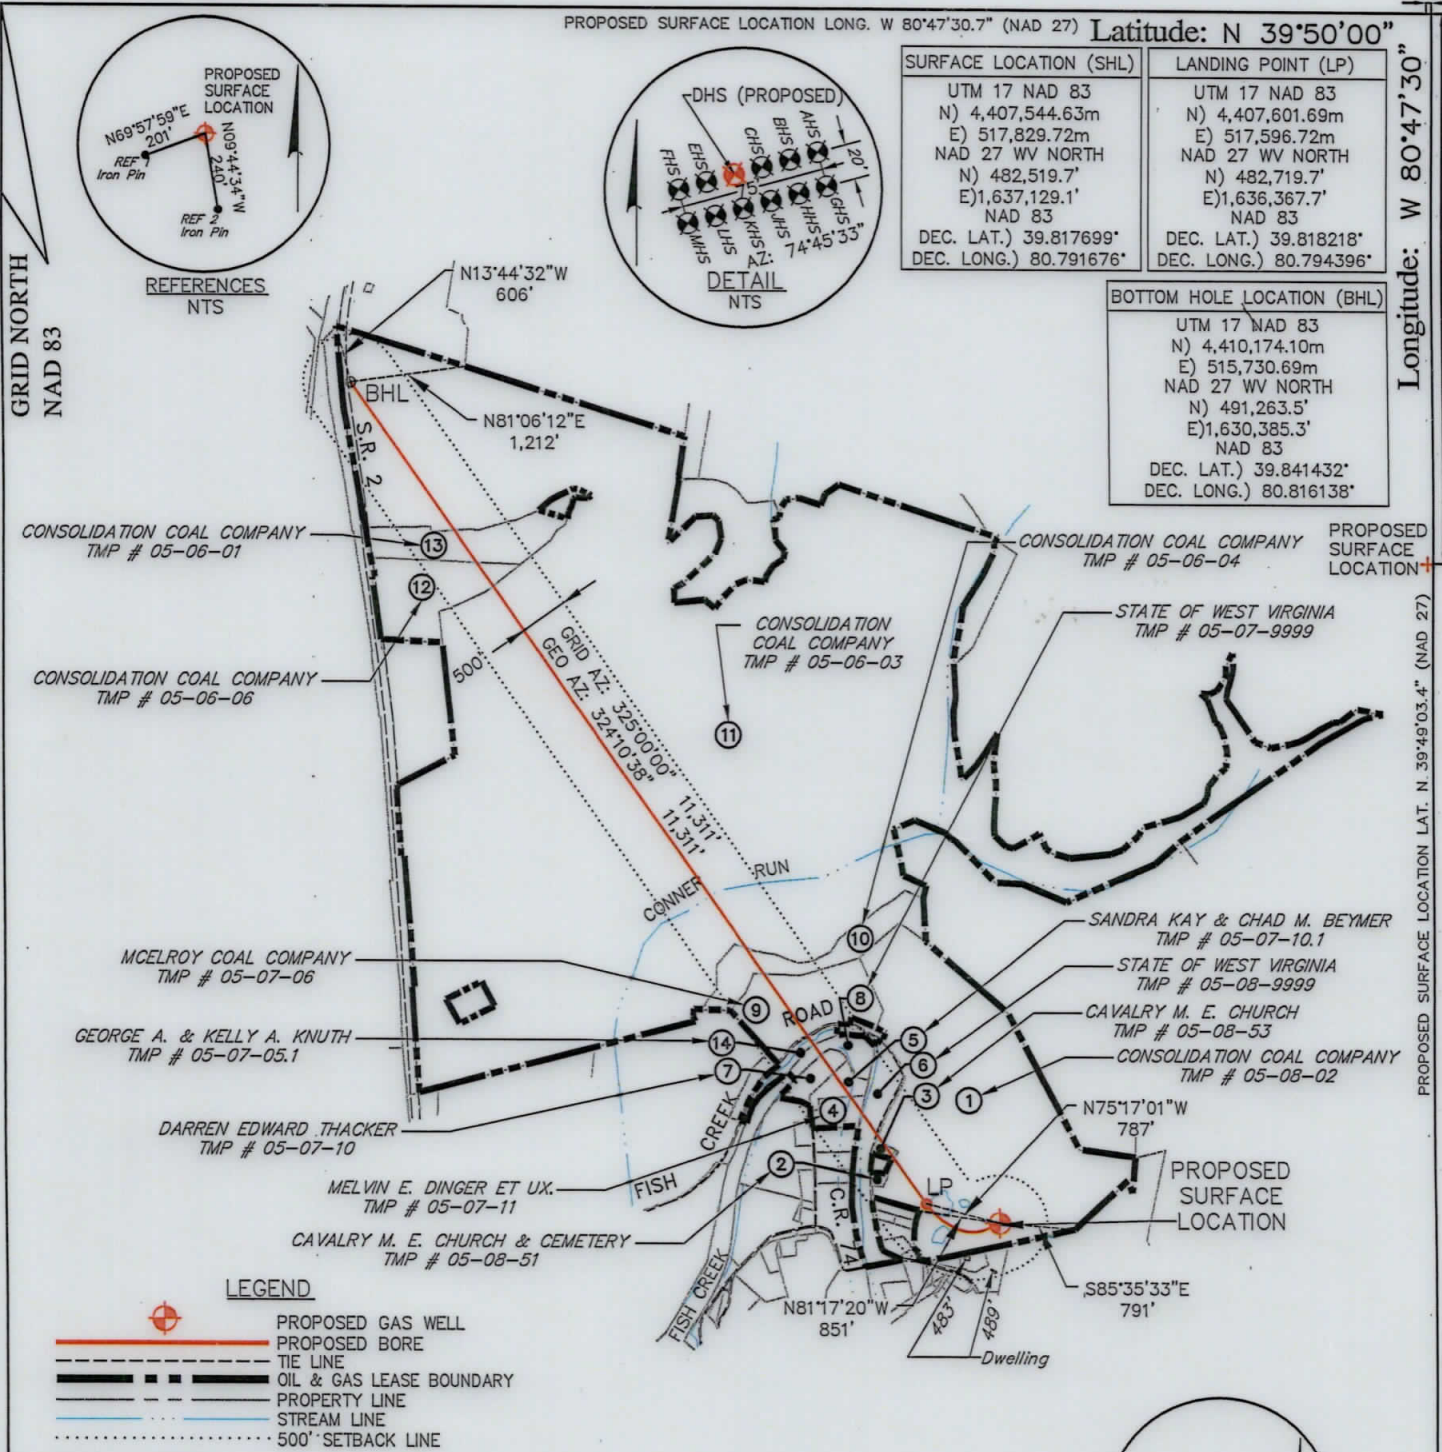 PROPOSED SURFACE LOCATION LONG. W 80°47'30.7" (NAD 27) Latitude: N 39°50'00"
Longitude: W 80°47'30"
PROPOSED SURFACE LOCATION LAT. N. 39°49'03.4" (NAD 27)
PROPOSED
SURFACE
LOCATION
N69°57'59"E
201'
REF 1
Iron Pin
N09°44'34"W
240'
REF 2
Iron Pin
REFERENCES
NTS
GRID NORTH
NAD 83
DHS (PROPOSED)
FHS
EHS
CHS
BHS
AHS
20'
75'
MHS
LHS
KHS
JHS
HHS
GHS
AZ: 74°45'33"
DETAIL
NTS
SURFACE LOCATION (SHL)
UTM 17 NAD 83
N) 4,407,544.63m
E) 517,829.72m
NAD 27 WV NORTH
N) 482,519.7'
E)1,637,129.1'
NAD 83
DEC. LAT.) 39.817699°
DEC. LONG.) 80.791676°
LANDING POINT (LP)
UTM 17 NAD 83
N) 4,407,601.69m
E) 517,596.72m
NAD 27 WV NORTH
N) 482,719.7'
E)1,636,367.7'
NAD 83
DEC. LAT.) 39.818218°
DEC. LONG.) 80.794396°
BOTTOM HOLE LOCATION (BHL)
UTM 17 NAD 83
N) 4,410,174.10m
E) 515,730.69m
NAD 27 WV NORTH
N) 491,263.5'
E)1,630,385.3'
NAD 83
DEC. LAT.) 39.841432°
DEC. LONG.) 80.816138°
N13°44'32"W
606'
BHL
N81°06'12"E
1,212'
S.R. 2
CONSOLIDATION COAL COMPANY
TMP # 05-06-01
13
12
CONSOLIDATION COAL COMPANY
TMP # 05-06-06
500'
GRID AZ: 325°00'00" 11,311'
GEO AZ: 324°10'38" 11,311'
CONSOLIDATION
COAL COMPANY
TMP # 05-06-03
11
CONSOLIDATION COAL COMPANY
TMP # 05-06-04
PROPOSED
SURFACE
LOCATION
STATE OF WEST VIRGINIA
TMP # 05-07-9999
CONNER RUN
10
SANDRA KAY & CHAD M. BEYMER
TMP # 05-07-10.1
STATE OF WEST VIRGINIA
TMP # 05-08-9999
CAVALRY M. E. CHURCH
TMP # 05-08-53
CONSOLIDATION COAL COMPANY
TMP # 05-08-02
MCELROY COAL COMPANY
TMP # 05-07-06
9
ROAD
8
GEORGE A. & KELLY A. KNUTH
TMP # 05-07-05.1
14
5
7
6
3
1
4
2
DARREN EDWARD THACKER
TMP # 05-07-10
CREEK
FISH
MELVIN E. DINGER ET UX.
TMP # 05-07-11
CAVALRY M. E. CHURCH & CEMETERY
TMP # 05-08-51
C.R. 74
FISH CREEK
LP
N75°17'01"W
787'
PROPOSED
SURFACE
LOCATION
S85°35'33"E
791'
N81°17'20"W
851'
483'
489'
Dwelling
LEGEND
PROPOSED GAS WELL
PROPOSED BORE
TIE LINE
OIL & GAS LEASE BOUNDARY
PROPERTY LINE
STREAM LINE
500' SETBACK LINE